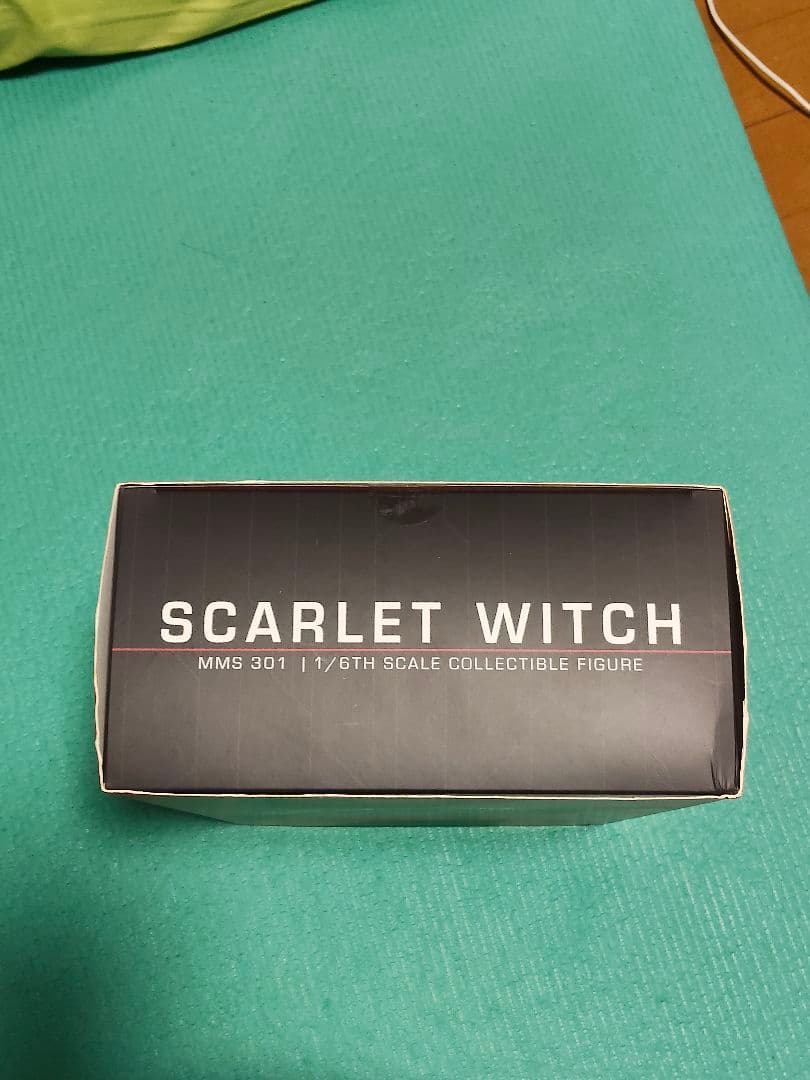 SCARLET WITCH
MMS 301 | 1/6TH SCALE COLLECTIBLE FIGURE